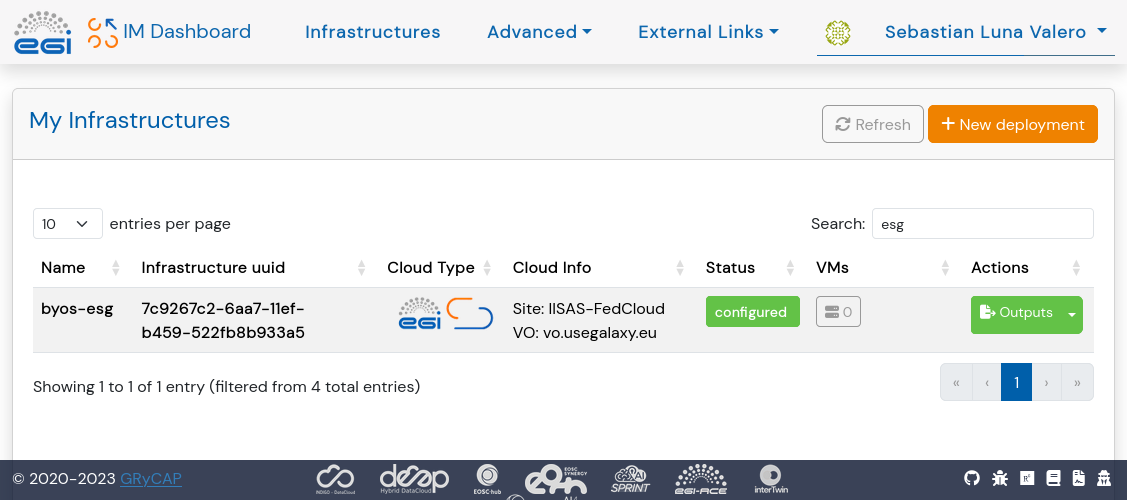 egi IM Dashboard Infrastructures Advanced External Links Sebastian Luna Valero
My Infrastructures Refresh New deployment
10 entries per page Search: esg
Name Infrastructure uuid Cloud Type Cloud Info Status VMs Actions
byos-esg 7c9267c2-6aa7-11ef- egi Site: IISAS-FedCloud configured 0 Outputs
b459-522fb8b933a5 VO: vo.usegalaxy.eu
Showing 1 to 1 of 1 entry (filtered from 4 total entries) « ‹ 1 › »
© 2020-2023 GRyCAP INDIGO - DataCloud deep Hybrid DataCloud EOSC-hub EOSC SYNERGY AI4 AI SPRINT EGI-ACE interTwin